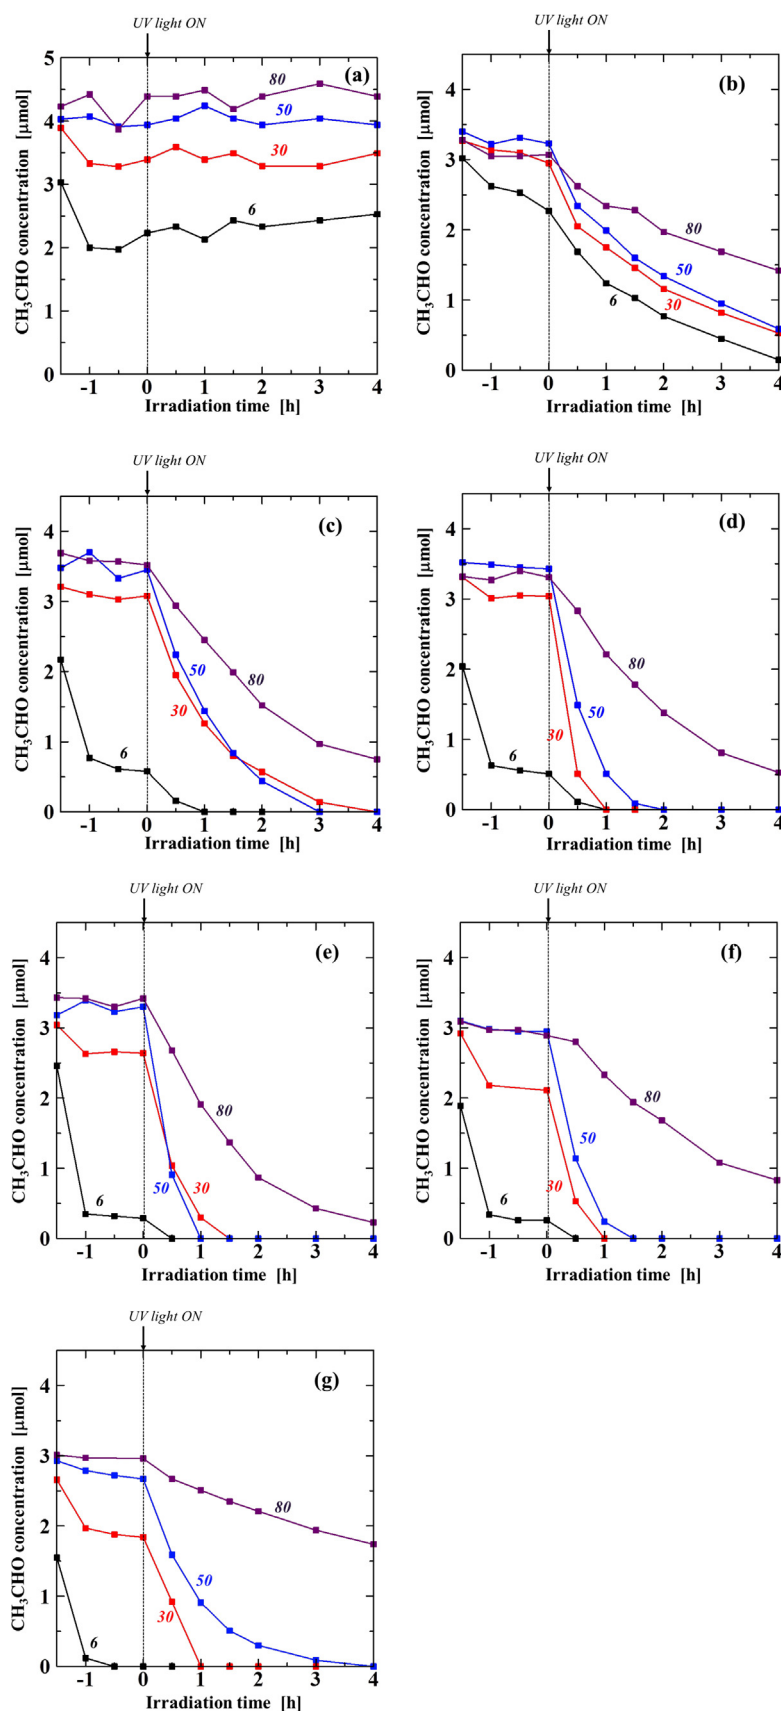 UV light ON
(a)
CH3CHO concentration [μmol]
5
4
3
2
1
0
80
50
30
6
-1 0 1 2 3 4
Irradiation time [h]
UV light ON
(b)
CH3CHO concentration [μmol]
4
3
2
1
0
80
50
30
6
-1 0 1 2 3 4
Irradiation time [h]
UV light ON
(c)
CH3CHO concentration [μmol]
4
3
2
1
0
80
50
30
6
-1 0 1 2 3 4
Irradiation time [h]
UV light ON
(d)
CH3CHO concentration [μmol]
4
3
2
1
0
80
50
30
6
-1 0 1 2 3 4
Irradiation time [h]
UV light ON
(e)
CH3CHO concentration [μmol]
4
3
2
1
0
80
50
30
6
-1 0 1 2 3 4
Irradiation time [h]
UV light ON
(f)
CH3CHO concentration [μmol]
4
3
2
1
0
80
50
30
6
-1 0 1 2 3 4
Irradiation time [h]
UV light ON
(g)
CH3CHO concentration [μmol]
4
3
2
1
0
80
50
30
6
-1 0 1 2 3 4
Irradiation time [h]